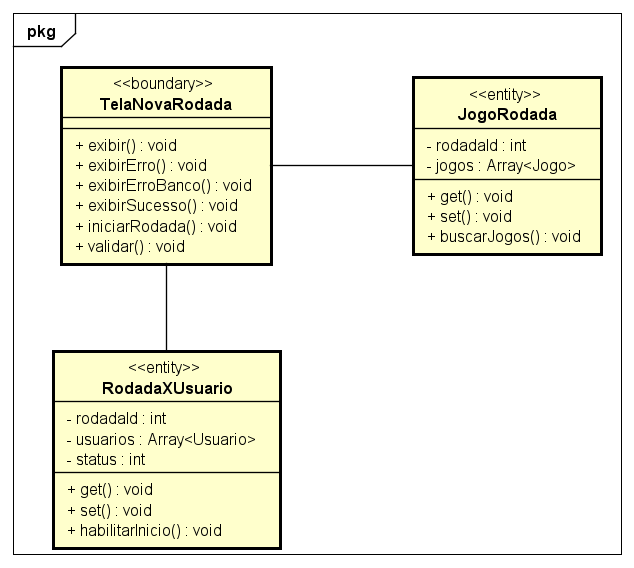 pkg
<<boundary>>
TelaNovaRodada
+ exibir() : void
+ exibirErro() : void
+ exibirErroBanco() : void
+ exibirSucesso() : void
+ iniciarRodada() : void
+ validar() : void
<<entity>>
JogoRodada
- rodadaId : int
- jogos : Array<Jogo>
+ get() : void
+ set() : void
+ buscarJogos() : void
<<entity>>
RodadaXUsuario
- rodadaId : int
- usuarios : Array<Usuario>
- status : int
+ get() : void
+ set() : void
+ habilitarInicio() : void